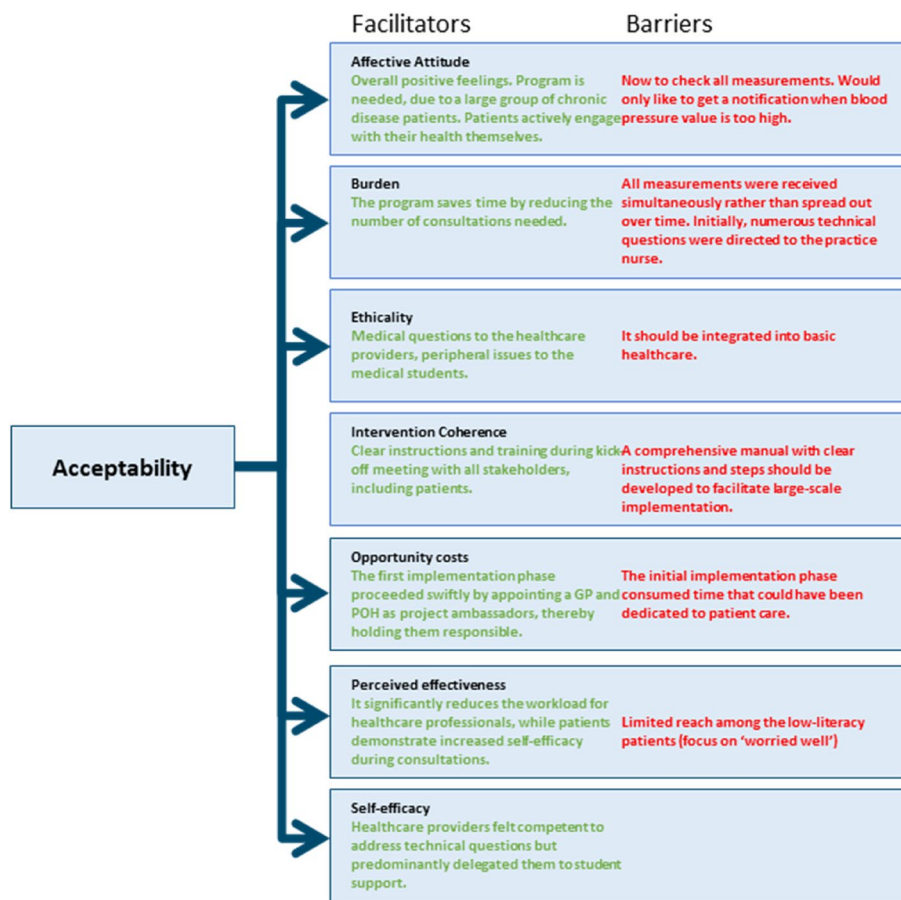 Facilitators
Barriers
Affective Attitude
Overall positive feelings. Program is
needed, due to a large group of chronic
disease patients. Patients actively engage
with their health themselves.
Now to check all measurements. Would
only like to get a notification when blood
pressure value is too high.
Burden
The program saves time by reducing the
number of consultations needed.
All measurements were received
simultaneously rather than spread out
over time. Initially, numerous technical
questions were directed to the practice
nurse.
Ethicality
Medical questions to the healthcare
providers, peripheral issues to the
medical students.
It should be integrated into basic
healthcare.
Acceptability
Intervention Coherence
Clear instructions and training during kick-
off meeting with all stakeholders,
including patients.
A comprehensive manual with clear
instructions and steps should be
developed to facilitate large-scale
implementation.
Opportunity costs
The first implementation phase
proceeded swiftly by appointing a GP and
POH as project ambassadors, thereby
holding them responsible.
The initial implementation phase
consumed time that could have been
dedicated to patient care.
Perceived effectiveness
It significantly reduces the workload for
healthcare professionals, while patients
demonstrate increased self-efficacy
during consultations.
Limited reach among the low-literacy
patients (focus on ‘worried well’)
Self-efficacy
Healthcare providers felt competent to
address technical questions but
predominantly delegated them to student
support.